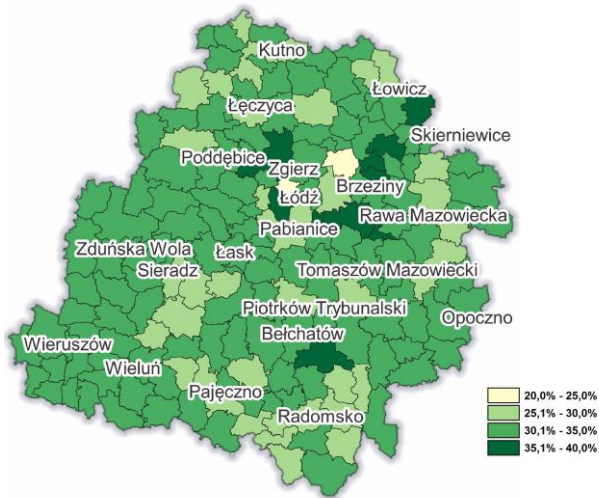 Kutno
Łowicz
Łęczyca
Skierniewice
Poddębice
Zgierz
Brzeziny
Łódź
Rawa Mazowiecka
Pabianice
Zduńska Wola
Łask
Sieradz
Tomaszów Mazowiecki
Piotrków Trybunalski
Opoczno
Bełchatów
Wieruszów
Wieluń
Pajęczno
Radomsko
20,0% - 25,0%
25,1% - 30,0%
30,1% - 35,0%
35,1% - 40,0%